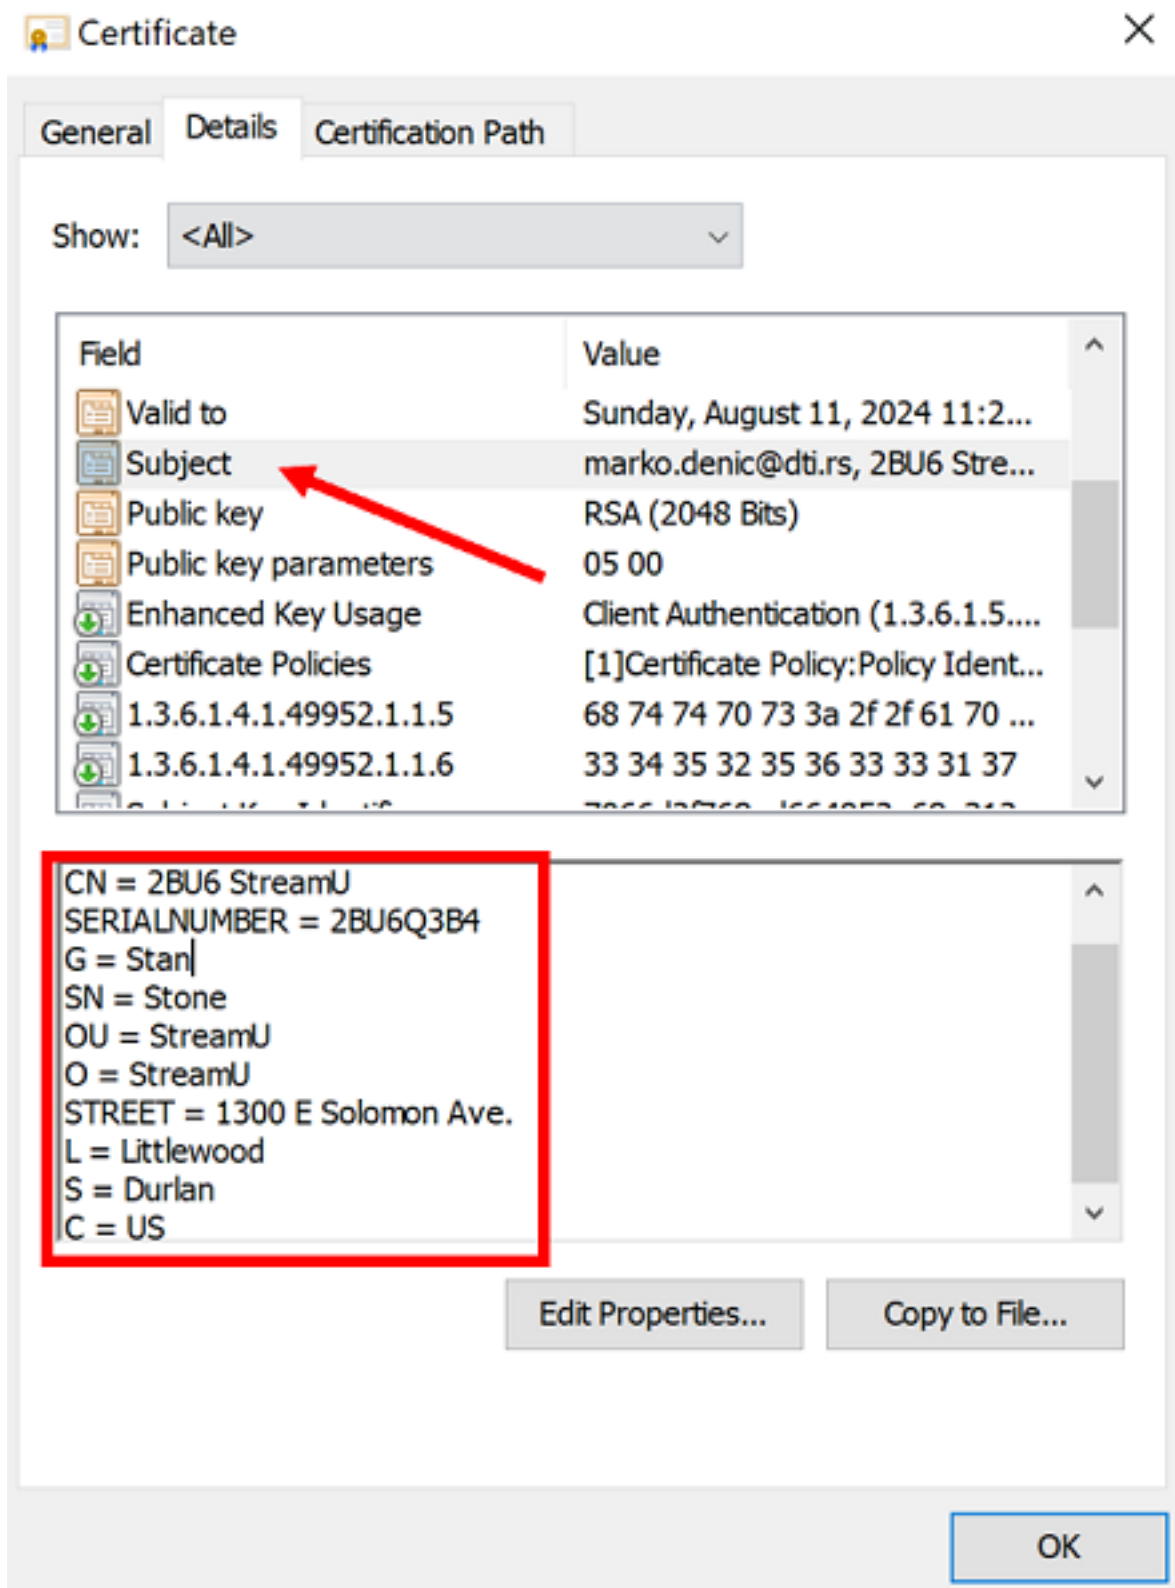 Certificate
General Details Certification Path
Show: <All>
Field Value
Valid to Sunday, August 11, 2024 11:2...
Subject marko.denic@dti.rs, 2BU6 Stre...
Public key RSA (2048 Bits)
Public key parameters 05 00
Enhanced Key Usage Client Authentication (1.3.6.1.5....
Certificate Policies [1]Certificate Policy:Policy Ident...
1.3.6.1.4.1.49952.1.1.5 68 74 74 70 73 3a 2f 2f 61 70 ...
1.3.6.1.4.1.49952.1.1.6 33 34 35 32 35 36 33 33 31 37
CN = 2BU6 StreamU
SERIALNUMBER = 2BU6Q3B4
G = Stan
SN = Stone
OU = StreamU
O = StreamU
STREET = 1300 E Solomon Ave.
L = Littlewood
S = Durlan
C = US
Edit Properties... Copy to File...
OK